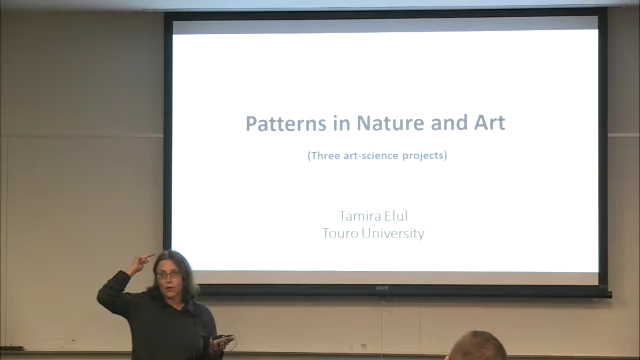 Patterns in Nature and Art
(Three art-science projects)
Tamira Elul
Touro University